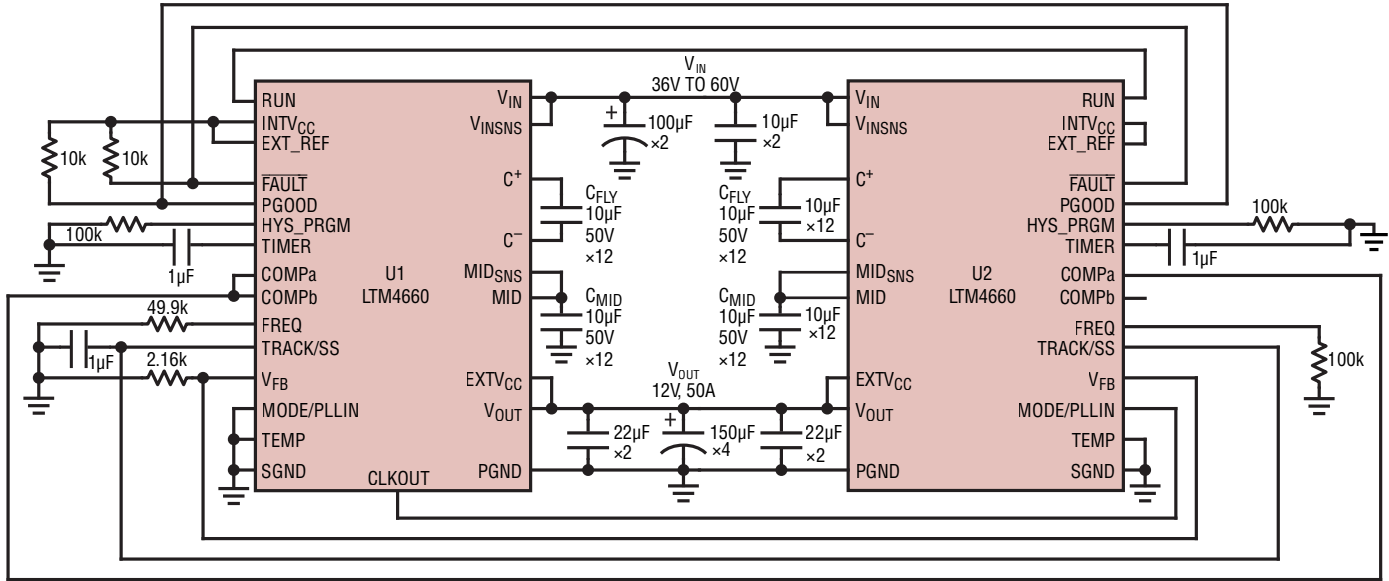 V_IN
36V TO 60V
RUN
INTV_CC
EXT_REF
FAULT
PGOOD
HYS_PRGM
TIMER
COMPa
COMPb
FREQ
TRACK/SS
V_FB
MODE/PLLIN
TEMP
SGND
CLKOUT
U1
LTM4660
V_IN
V_INSNS
C+
C–
MID_SNS
MID
EXTV_CC
V_OUT
PGND
10k
10k
100k
1µF
49.9k
1µF
2.16k
+
100µF
×2
10µF
×2
C_FLY
10µF
50V
×12
C_FLY
10µF
50V
×12
10µF
×12
C_MID
10µF
50V
×12
C_MID
10µF
50V
×12
10µF
×12
V_OUT
12V, 50A
22µF
×2
+
150µF
×4
22µF
×2
V_IN
V_INSNS
C+
C–
MID_SNS
MID
EXTV_CC
V_OUT
PGND
U2
LTM4660
RUN
INTV_CC
EXT_REF
FAULT
PGOOD
HYS_PRGM
TIMER
COMPa
COMPb
FREQ
TRACK/SS
V_FB
MODE/PLLIN
TEMP
SGND
100k
1µF
100k